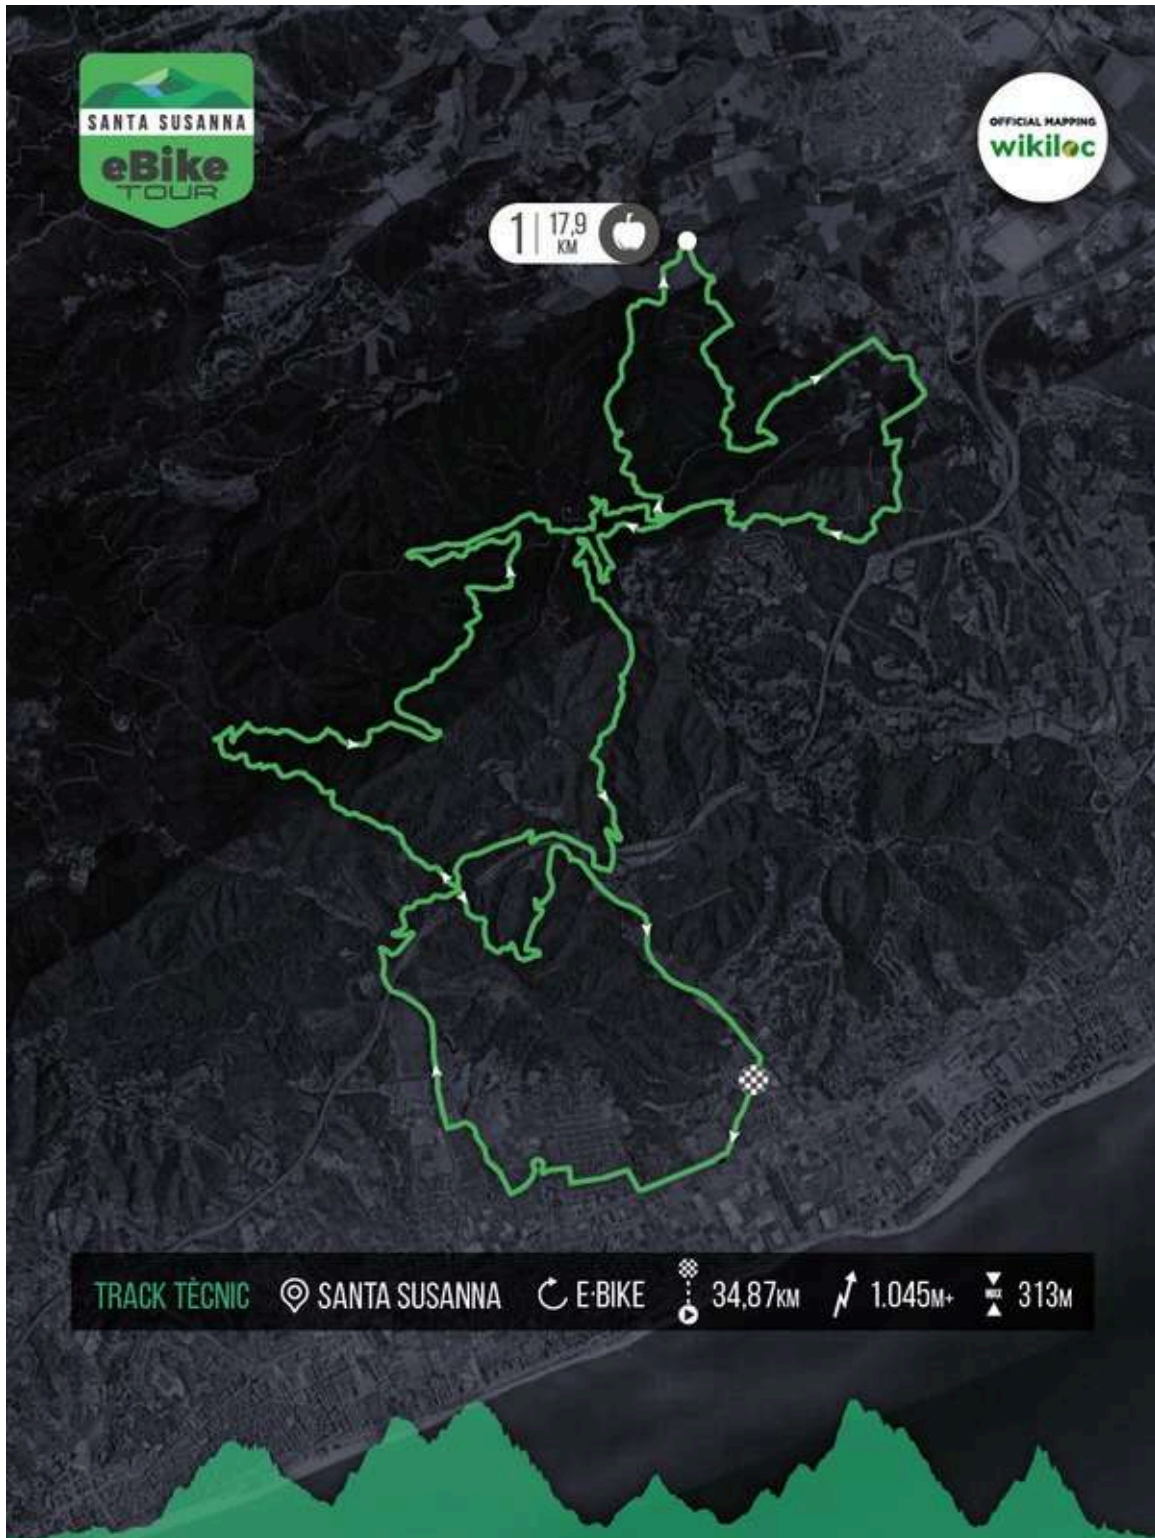 SANTA SUSANNA
eBike
TOUR
OFFICIAL MAPPING
wikiloc
1 17,9
KM
TRACK TÈCNIC SANTA SUSANNA E·BIKE 34,87KM 1.045M+ MAX 313M